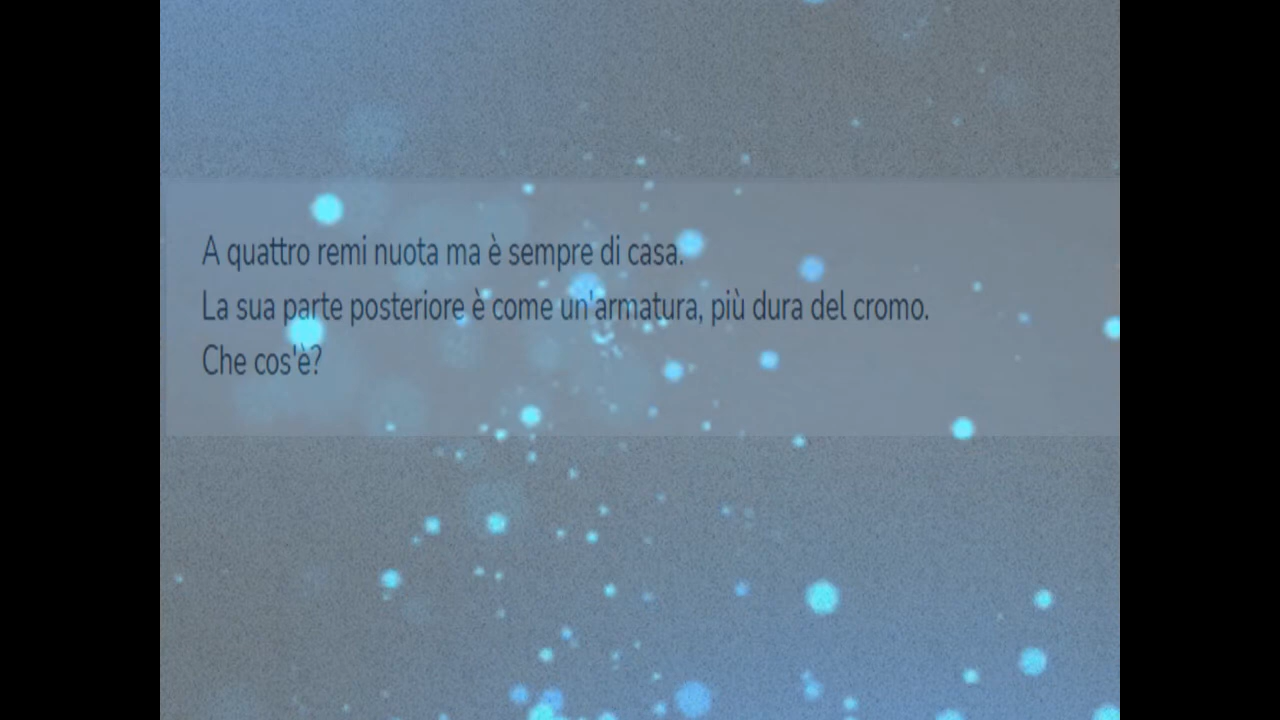 A quattro remi nuota ma è sempre di casa.
La sua parte posteriore è come un'armatura, più dura del cromo.
Che cos'è?